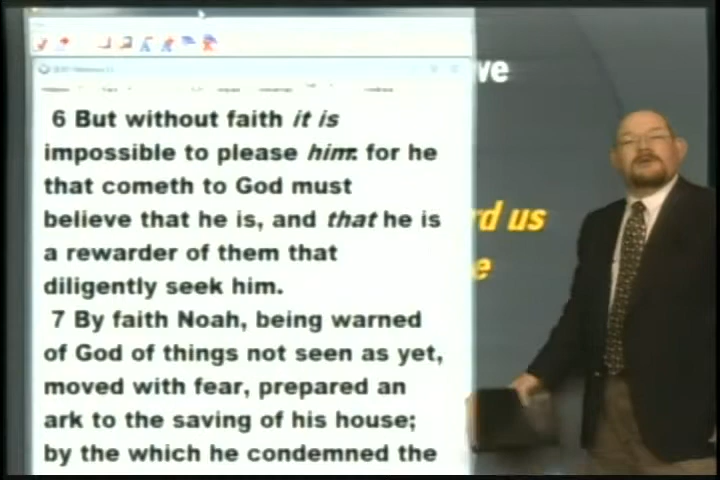 ve
6 But without faith it is
impossible to please him: for he
that cometh to God must
believe that he is, and that he is
a rewarder of them that
diligently seek him.
7 By faith Noah, being warned
of God of things not seen as yet,
moved with fear, prepared an
ark to the saving of his house;
by the which he condemned the
rd us
e